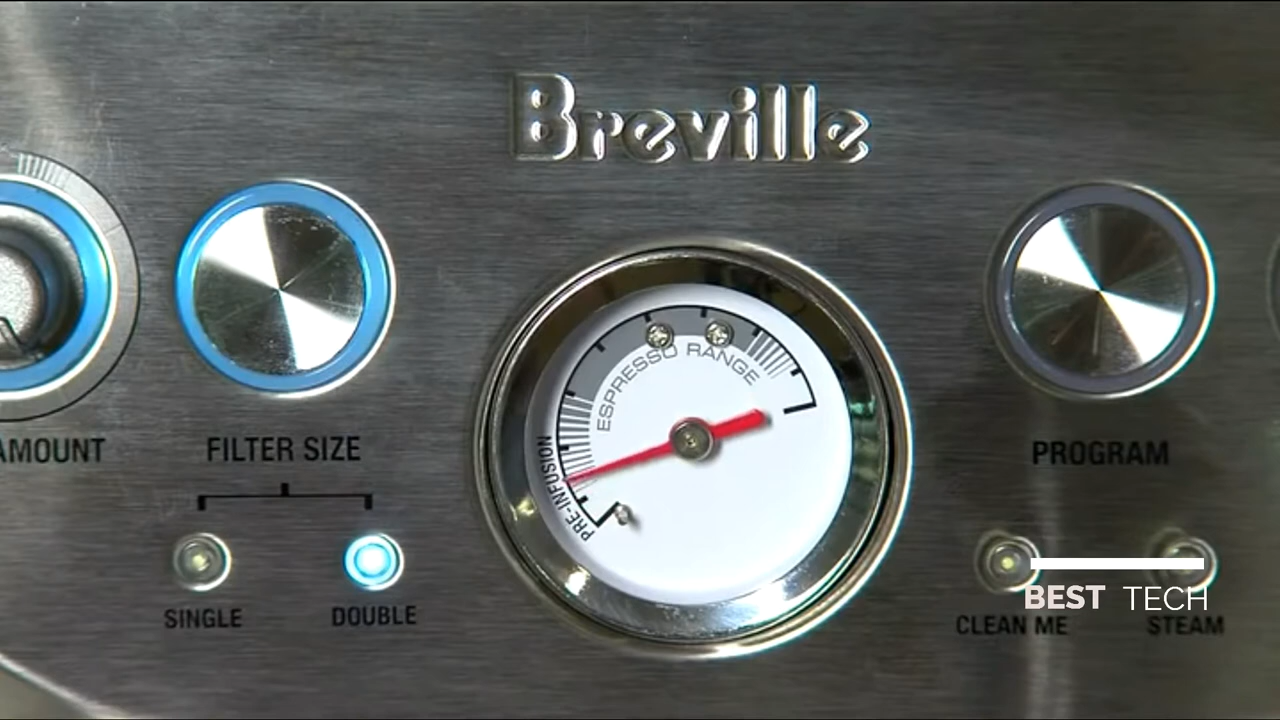 Breville
AMOUNT
FILTER SIZE
SINGLE
DOUBLE
ESPRESSO RANGE
PRE-INFUSION
PROGRAM
CLEAN ME
STEAM
BEST TECH